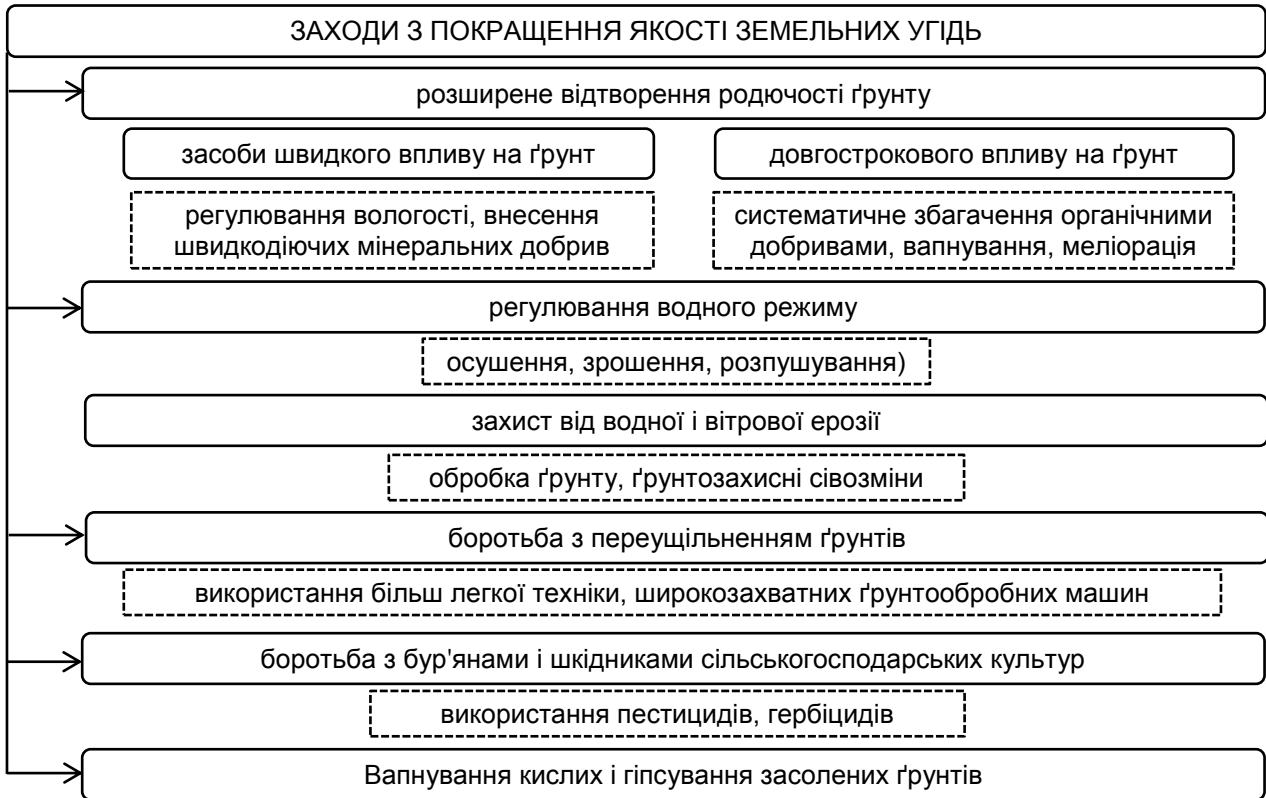 ЗАХОДИ З ПОКРАЩЕННЯ ЯКОСТІ ЗЕМЕЛЬНИХ УГІДЬ
розширене відтворення родючості ґрунту
засоби швидкого впливу на ґрунт
довгострокового впливу на ґрунт
регулювання вологості, внесення
швидкодіючих мінеральних добрив
систематичне збагачення органічними
добривами, вапнування, меліорація
регулювання водного режиму
осушення, зрошення, розпушування)
захист від водної і вітрової ерозії
обробка ґрунту, ґрунтозахисні сівозміни
боротьба з переущільненням ґрунтів
використання більш легкої техніки, широкозахватних ґрунтообробних машин
боротьба з бур'янами і шкідниками сільськогосподарських культур
використання пестицидів, гербіцидів
Вапнування кислих і гіпсування засолених ґрунтів